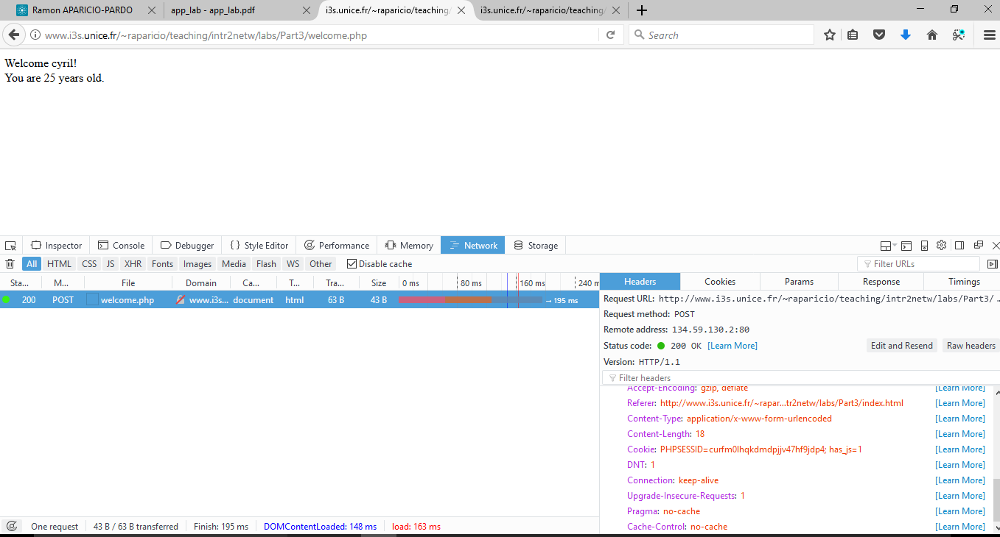 Ramon APARICIO-PARDO
app_lab - app_lab.pdf
i3s.unice.fr/~raparicio/teaching/
i3s.unice.fr/~raparicio/teaching/
www.i3s.unice.fr/~raparicio/teaching/intr2netw/labs/Part3/welcome.php
Search
Welcome cyril!
You are 25 years old.
Inspector Console Debugger { } Style Editor Performance Memory Network Storage
All HTML CSS JS XHR Fonts Images Media Flash WS Other Disable cache Filter URLs
Sta... M... File Domain Ca... T... Tra... Size 0 ms 80 ms 160 ms 240 m
200 POST welcome.php www.i3s... document html 63 B 43 B → 195 ms
Headers Cookies Params Response Timings
Request URL: http://www.i3s.unice.fr/~raparicio/teaching/intr2netw/labs/Part3/ ...
Request method: POST
Remote address: 134.59.130.2:80
Status code: 200 OK [Learn More] Edit and Resend Raw headers
Version: HTTP/1.1
Filter headers
Accept-Encoding: gzip, deflate [Learn More]
Referer: http://www.i3s.unice.fr/~rapar...tr2netw/labs/Part3/index.html [Learn More]
Content-Type: application/x-www-form-urlencoded [Learn More]
Content-Length: 18 [Learn More]
Cookie: PHPSESSID=curfm0lhqkdmdpjjv47hf9jdp4; has_js=1 [Learn More]
DNT: 1 [Learn More]
Connection: keep-alive [Learn More]
Upgrade-Insecure-Requests: 1 [Learn More]
Pragma: no-cache [Learn More]
Cache-Control: no-cache [Learn More]
One request 43 B / 63 B transferred Finish: 195 ms DOMContentLoaded: 148 ms load: 163 ms